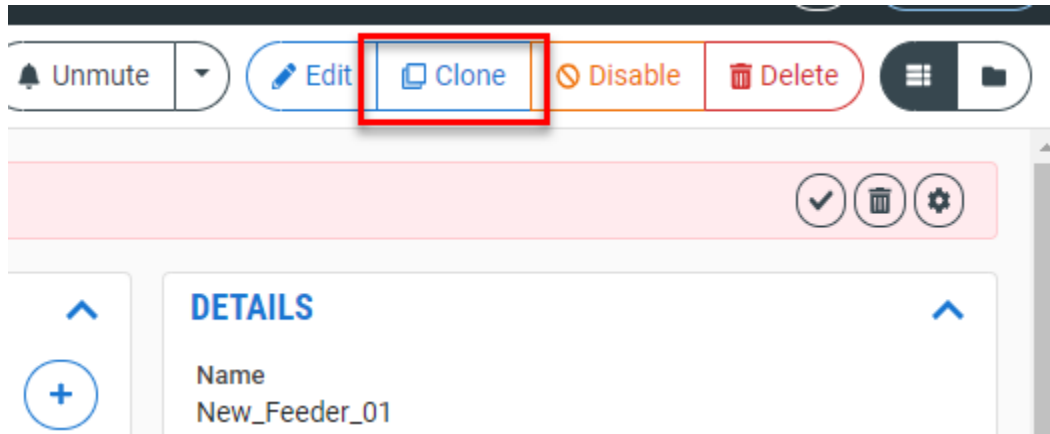 Unmute Edit Clone Disable Delete
DETAILS
Name
New_Feeder_01